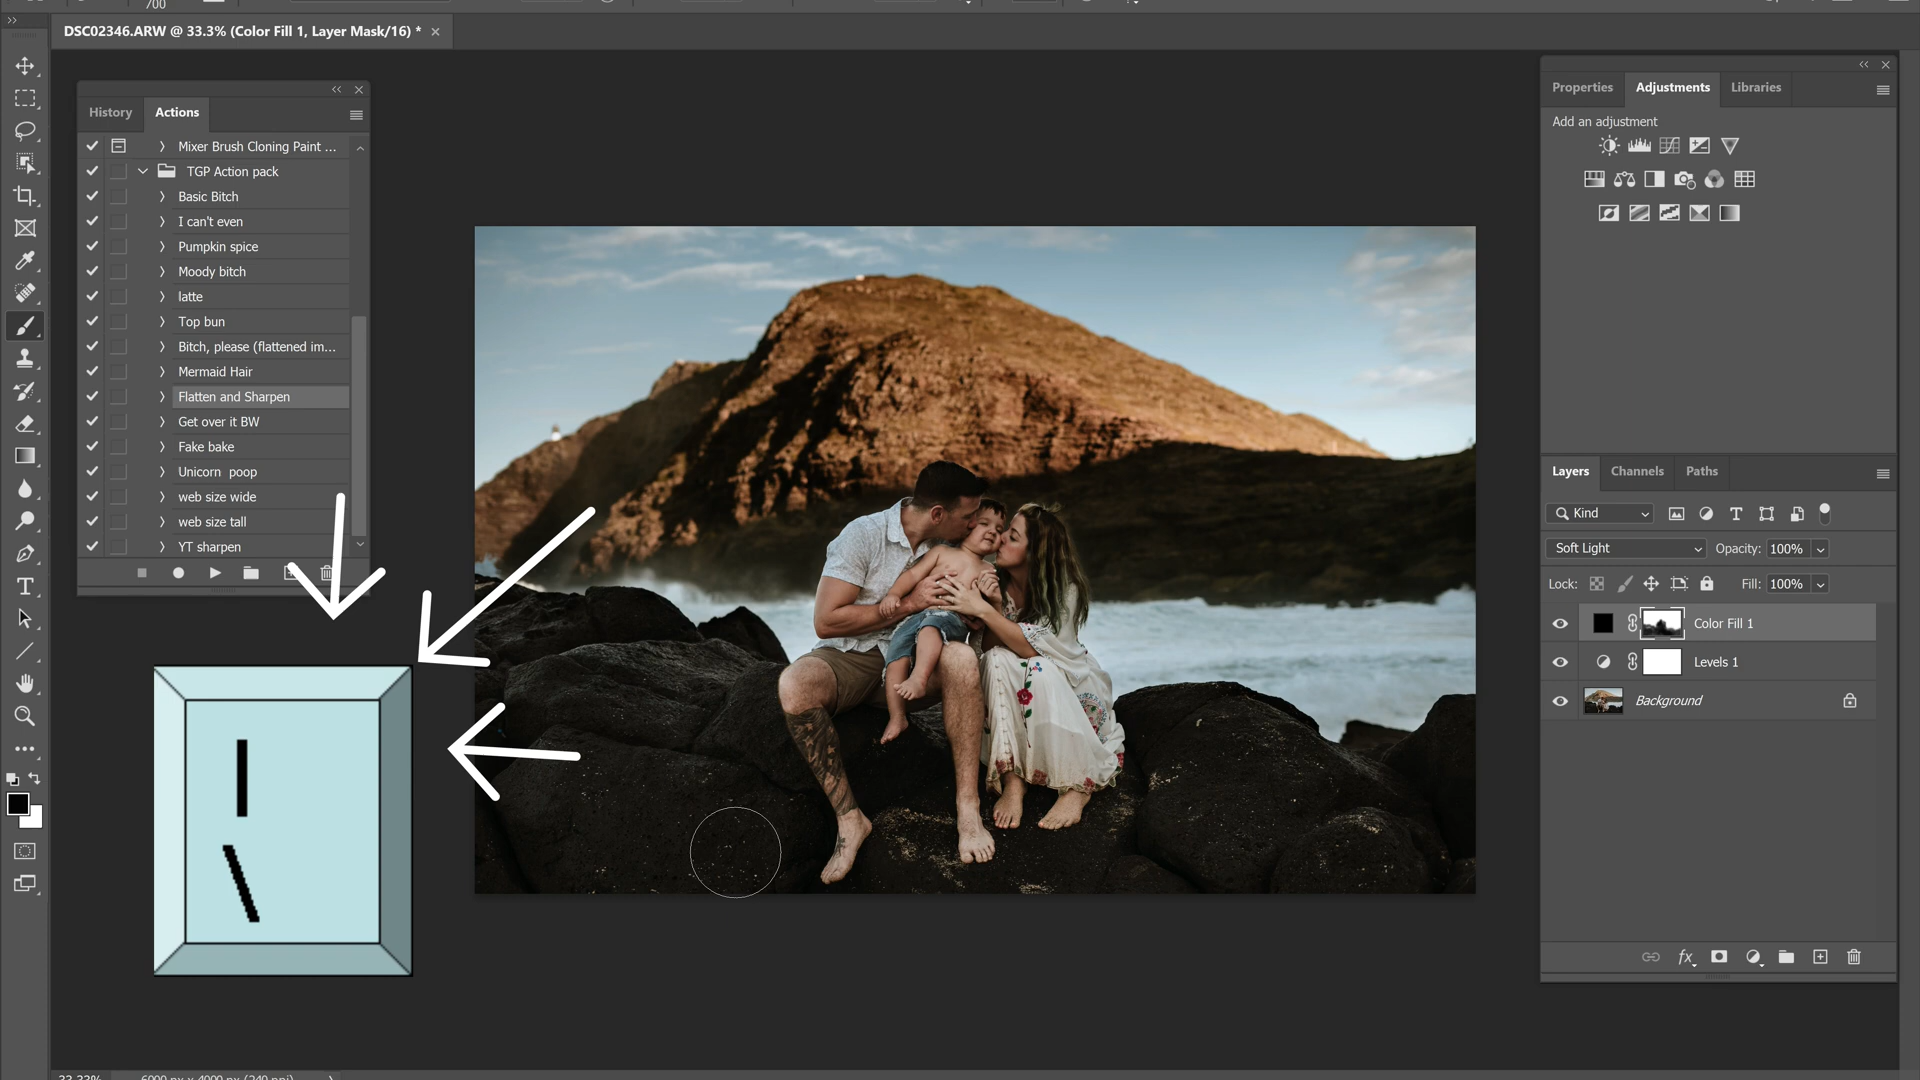 700
DSC02346.ARW @ 33.3% (Color Fill 1, Layer Mask/16) *
History Actions
Mixer Brush Cloning Paint ...
TGP Action pack
Basic Bitch
I can't even
Pumpkin spice
Moody bitch
latte
Top bun
Bitch, please (flattened im...
Mermaid Hair
Flatten and Sharpen
Get over it BW
Fake bake
Unicorn poop
web size wide
web size tall
YT sharpen
|
\
Properties Adjustments Libraries
Add an adjustment
Layers Channels Paths
Kind
Soft Light Opacity: 100%
Lock: Fill: 100%
Color Fill 1
Levels 1
Background
fx
33.33% 6000 px x 4000 px (240 ppi)